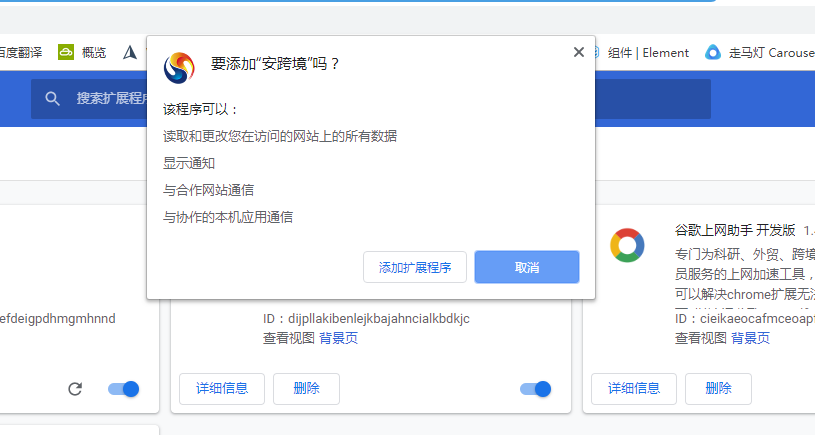 百度翻译
概览
组件 | Element
走马灯 Carouse
搜索扩展程序
要添加“安跨境”吗？
该程序可以：
读取和更改您在访问的网站上的所有数据
显示通知
与合作网站通信
与协作的本机应用通信
添加扩展程序
取消
谷歌上网助手 开发版 1.
专门为科研、外贸、跨境
员服务的上网加速工具，
可以解决chrome扩展无法
efdeigpdhmgmhnnd
ID：dijpllakibenlejkbajahncialkbdkjc
查看视图 背景页
ID：cieikaeocafmceoapf
查看视图 背景页
详细信息
删除
详细信息
删除